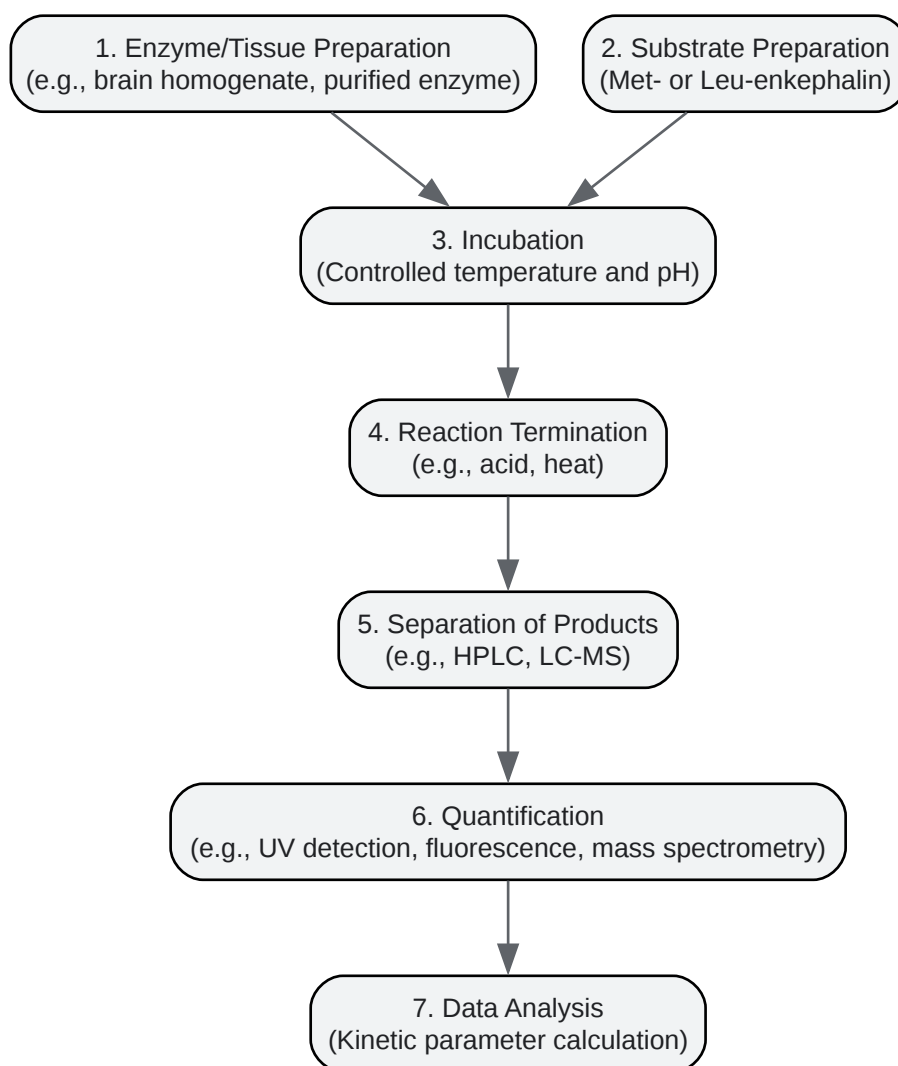 1. Enzyme/Tissue Preparation
(e.g., brain homogenate, purified enzyme)
2. Substrate Preparation
(Met- or Leu-enkephalin)
3. Incubation
(Controlled temperature and pH)
4. Reaction Termination
(e.g., acid, heat)
5. Separation of Products
(e.g., HPLC, LC-MS)
6. Quantification
(e.g., UV detection, fluorescence, mass spectrometry)
7. Data Analysis
(Kinetic parameter calculation)